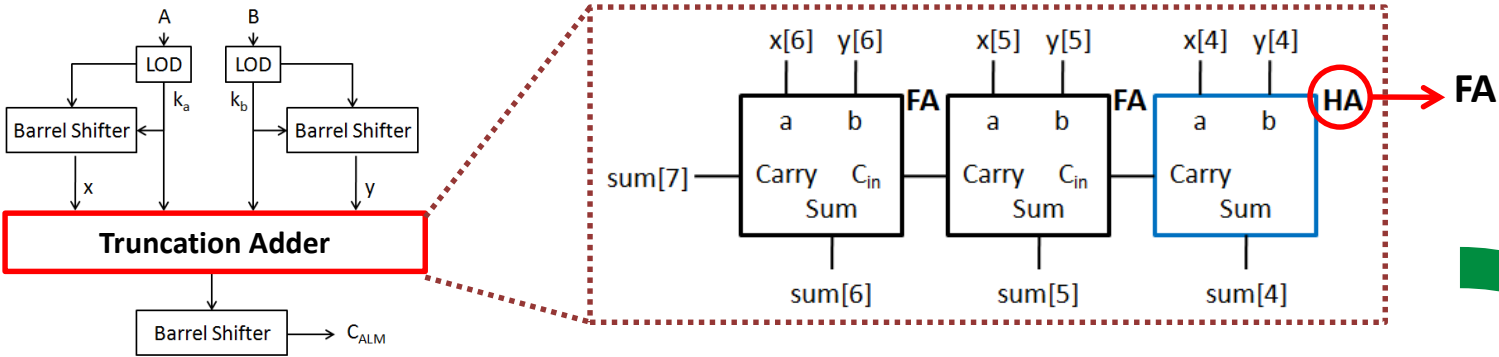 A B
LOD LOD
kₐ k_b
Barrel Shifter Barrel Shifter
x y
Truncation Adder
Barrel Shifter C_ALM
x[6] y[6] x[5] y[5] x[4] y[4]
FA FA HA FA
a b a b a b
sum[7] Carry C_in Carry C_in Carry
Sum Sum Sum
sum[6] sum[5] sum[4]